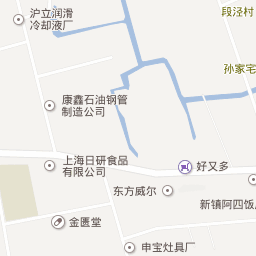 沪立润滑
冷却液厂
段泾村
孙家宅
康鑫石油钢管
制造公司
上海日研食品
有限公司
好又多
东方威尔
新镇阿四饭
金匮堂
申宝灶具厂